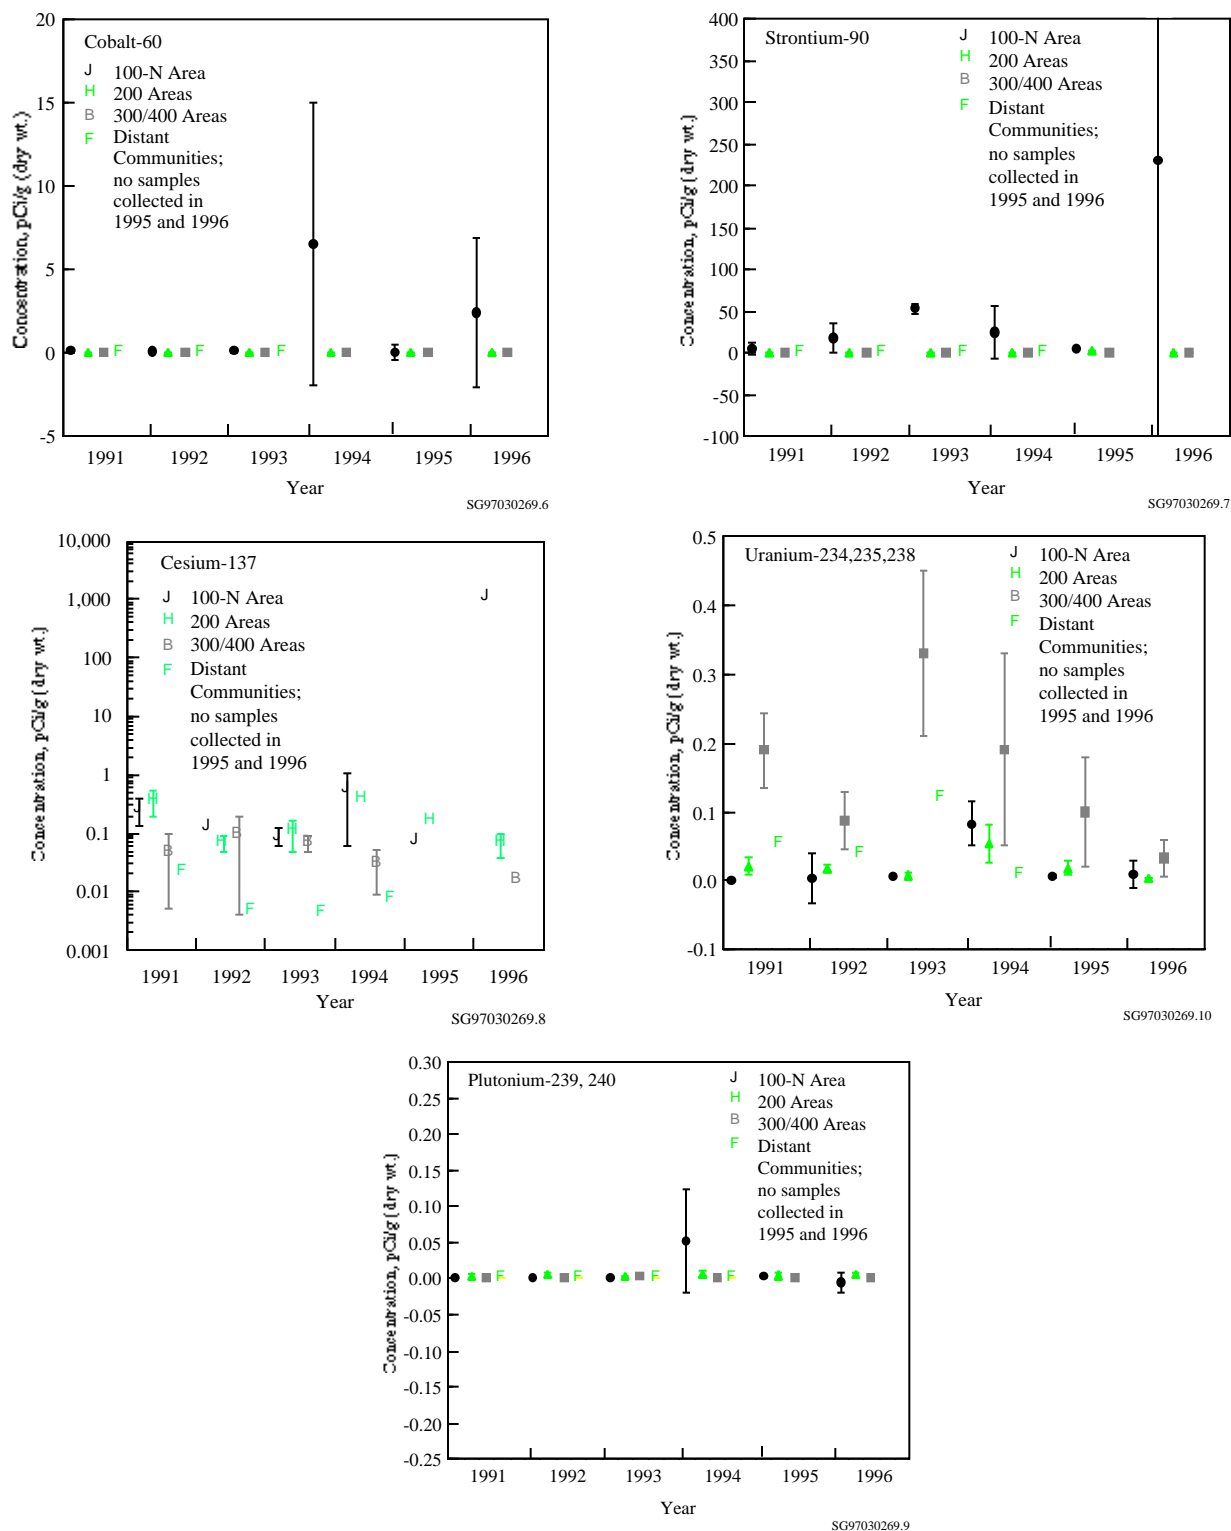 Cobalt-60
J 100-N Area
H 200 Areas
B 300/400 Areas
F Distant
Communities;
no samples
collected in
1995 and 1996
Concentration, pCi/g (dry wt.)
20
15
10
5
0
-5
1991 1992 1993 1994 1995 1996
F F F
Year
SG97030269.6
Strontium-90
J 100-N Area
H 200 Areas
B 300/400 Areas
F Distant
Communities;
no samples
collected in
1995 and 1996
Concentration, pCi/g (dry wt.)
400
350
300
250
200
150
100
50
0
-50
-100
F F F F
1991 1992 1993 1994 1995 1996
Year
SG97030269.7
Cesium-137
J 100-N Area
H 200 Areas
B 300/400 Areas
F Distant
Communities;
no samples
collected in
1995 and 1996
Concentration, pCi/g (dry wt.)
10,000
1,000
100
10
1
0.1
0.01
0.001
J H B F J H B F J H B F J H B F J H J H B
1991 1992 1993 1994 1995 1996
Year
SG97030269.8
Uranium-234,235,238
J 100-N Area
H 200 Areas
B 300/400 Areas
F Distant
Communities;
no samples
collected in
1995 and 1996
Concentration, pCi/g (dry wt.)
0.5
0.4
0.3
0.2
0.1
0.0
-0.1
F F F F
1991 1992 1993 1994 1995 1996
Year
SG97030269.10
Plutonium-239, 240
J 100-N Area
H 200 Areas
B 300/400 Areas
F Distant
Communities;
no samples
collected in
1995 and 1996
Concentration, pCi/g (dry wt.)
0.30
0.25
0.20
0.15
0.10
0.05
0.00
-0.05
-0.10
-0.15
-0.20
-0.25
F F F F
1991 1992 1993 1994 1995 1996
Year
SG97030269.9